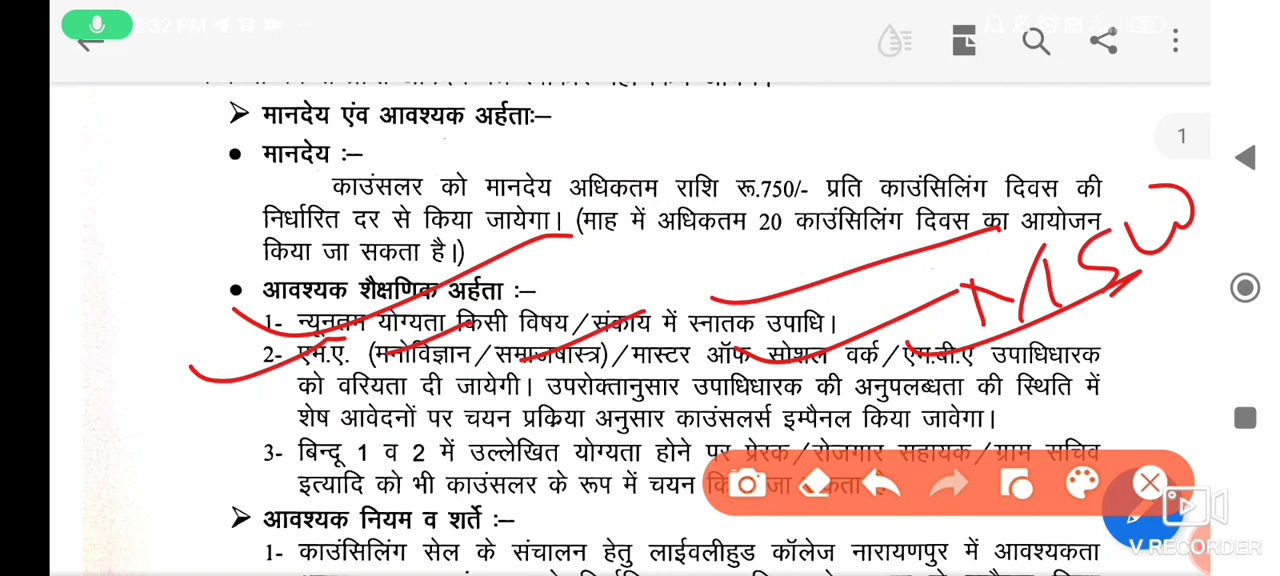 :32 PM
1
➢ मानदेय एंव आवश्यक अर्हताः–
● मानदेय :–
काउंसलर को मानदेय अधिकतम राशि रू.750/- प्रति काउंसिलिंग दिवस की
निर्धारित दर से किया जायेगा। (माह में अधिकतम 20 काउंसिलिंग दिवस का आयोजन
किया जा सकता है।)
MSW
● आवश्यक शैक्षणिक अर्हता :–
1- न्यूनतम योग्यता किसी विषय/संकाय में स्नातक उपाधि।
2- एम.ए. (मनोविज्ञान/समाजषास्त्र)/मास्टर ऑफ सोशल वर्क/एम.बी.ए उपाधिधारक
को वरियता दी जायेगी। उपरोक्तानुसार उपाधिधारक की अनुपलब्धता की स्थिति में
शेष आवेदनों पर चयन प्रक्रिया अनुसार काउंसलर्स इम्पैनल किया जावेगा।
3- बिन्दू 1 व 2 में उल्लेखित योग्यता होने पर प्रेरक/रोजगार सहायक/ग्राम सचिव
इत्यादि को भी काउंसलर के रूप में चयन जा
➢ आवश्यक नियम व शर्ते :–
1- काउंसिलिंग सेल के संचालन हेतु लाईवलीहुड कॉलेज नारायणपुर में आवश्यकता
V RECORDER